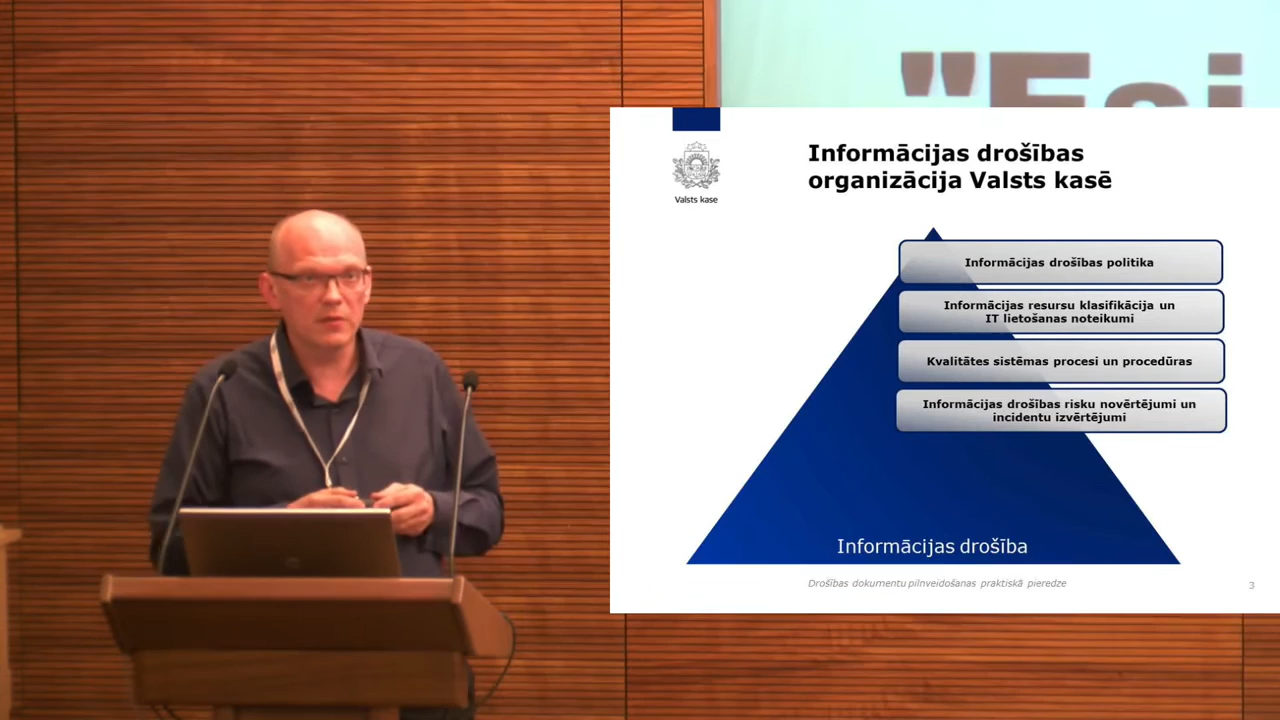 "Esi
Informācijas drošības
organizācija Valsts kasē
Valsts kase
Informācijas drošības politika
Informācijas resursu klasifikācija un
IT lietošanas noteikumi
Kvalitātes sistēmas procesi un procedūras
Informācijas drošības risku novērtējumi un
incidentu izvērtējumi
Informācijas drošība
Drošības dokumentu pilnveidošanas praktiskā pieredze
3